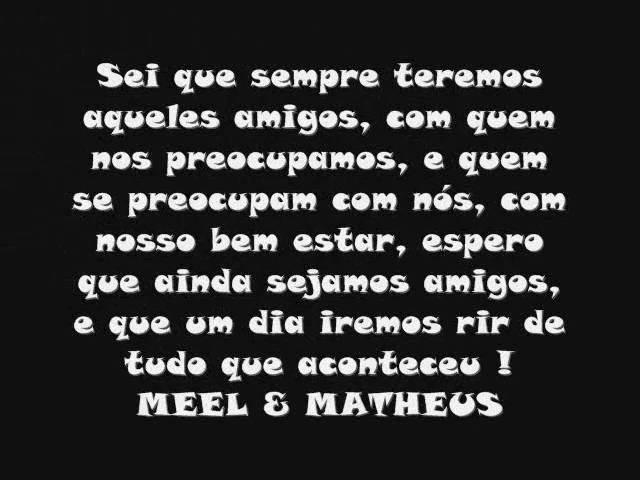 Sei que sempre teremos
aqueles amigos, com quem
nos preocupamos, e quem
se preocupam com nós, com
nosso bem estar, espero
que ainda sejamos amigos,
e que um dia iremos rir de
tudo que aconteceu !
MEEL & MATHEUS